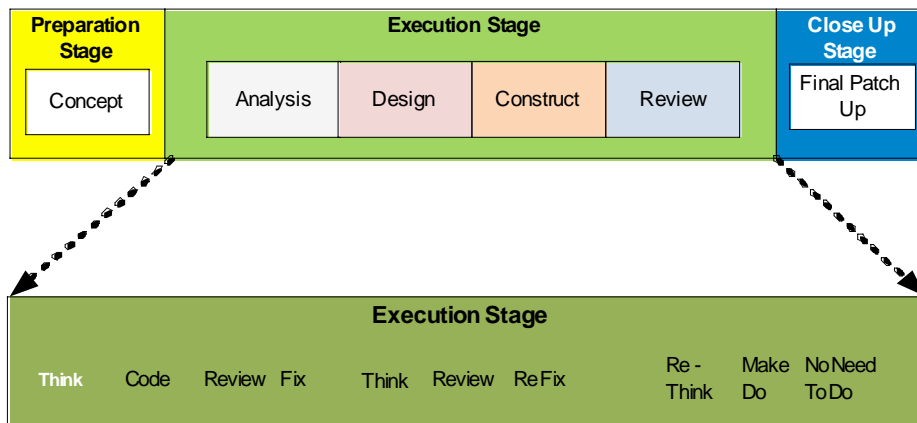 Preparation
Stage
Concept
Execution Stage
Analysis
Design
Construct
Review
Close Up
Stage
Final Patch
Up
Execution Stage
Think
Code
Review
Fix
Think
Review
ReFix
Re -
Think
Make
Do
NoNeed
ToDo